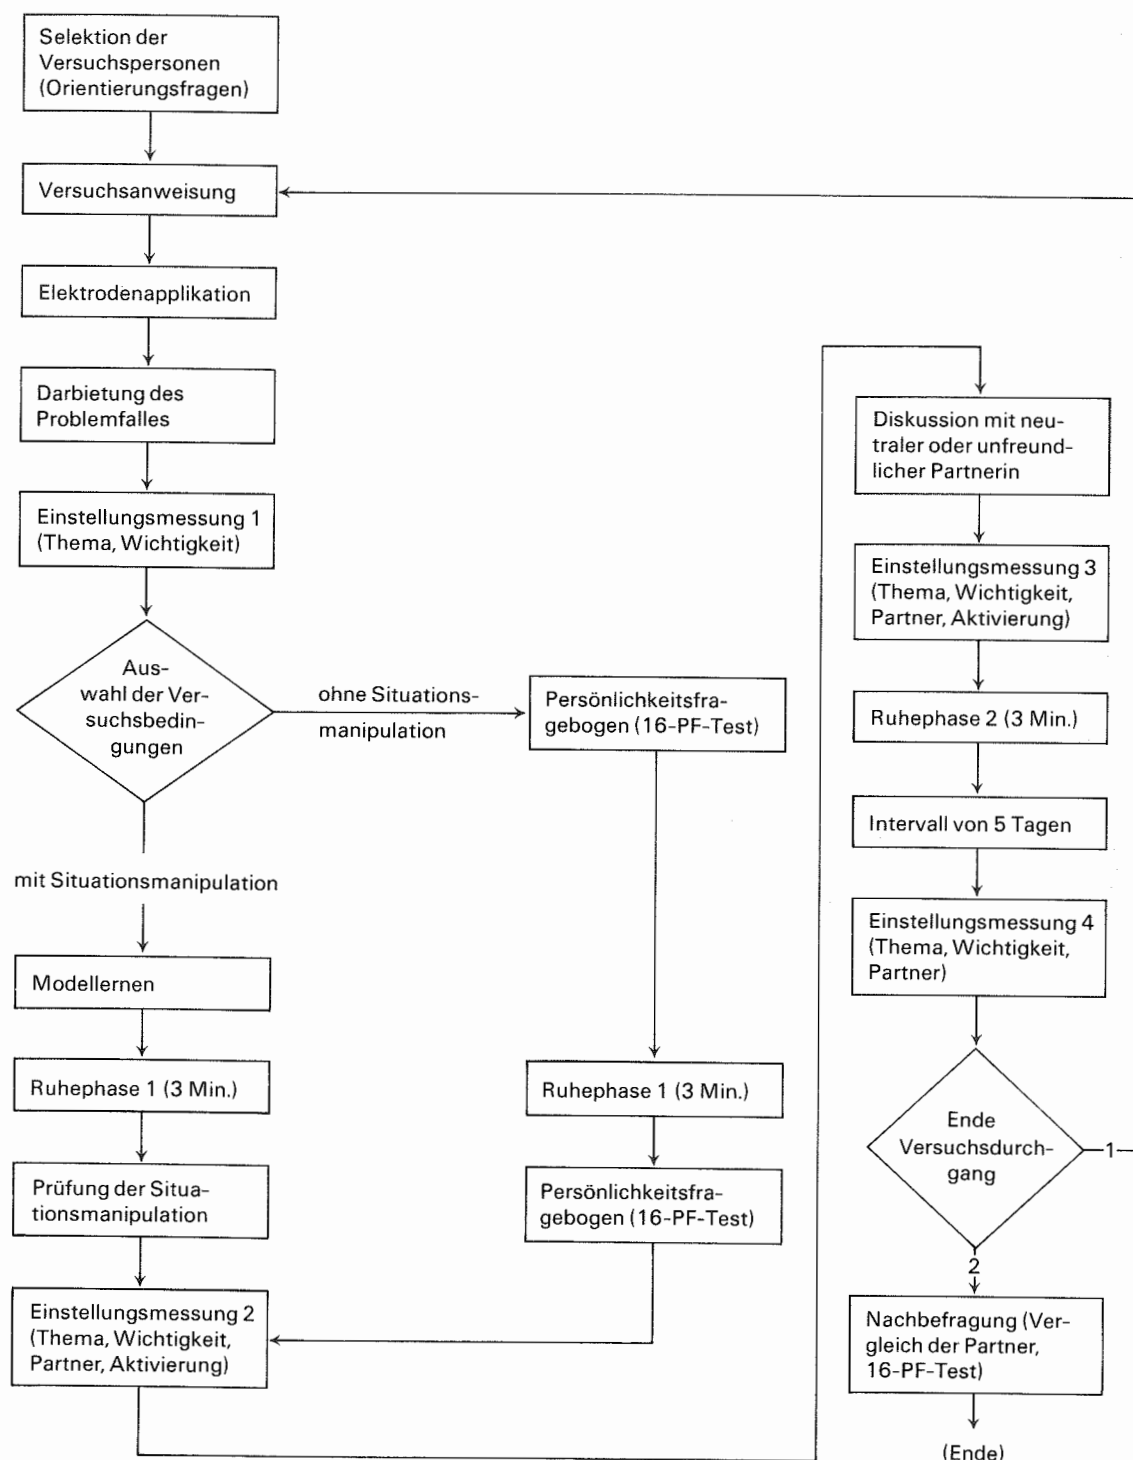 Selektion der
Versuchspersonen
(Orientierungsfragen)
Versuchsanweisung
Elektrodenapplikation
Darbietung des
Problemfalles
Einstellungsmessung 1
(Thema, Wichtigkeit)
Aus-
wahl der Ver-
suchsbedin-
gungen
ohne Situations-
manipulation
Persönlichkeitsfra-
gebogen (16-PF-Test)
mit Situationsmanipulation
Modellernen
Ruhephase 1 (3 Min.)
Prüfung der Situa-
tionsmanipulation
Ruhephase 1 (3 Min.)
Persönlichkeitsfra-
gebogen (16-PF-Test)
Einstellungsmessung 2
(Thema, Wichtigkeit,
Partner, Aktivierung)
Diskussion mit neu-
traler oder unfreund-
licher Partnerin
Einstellungsmessung 3
(Thema, Wichtigkeit,
Partner, Aktivierung)
Ruhephase 2 (3 Min.)
Intervall von 5 Tagen
Einstellungsmessung 4
(Thema, Wichtigkeit,
Partner)
Ende
Versuchsdurch-
gang
1
2
Nachbefragung (Ver-
gleich der Partner,
16-PF-Test)
(Ende)